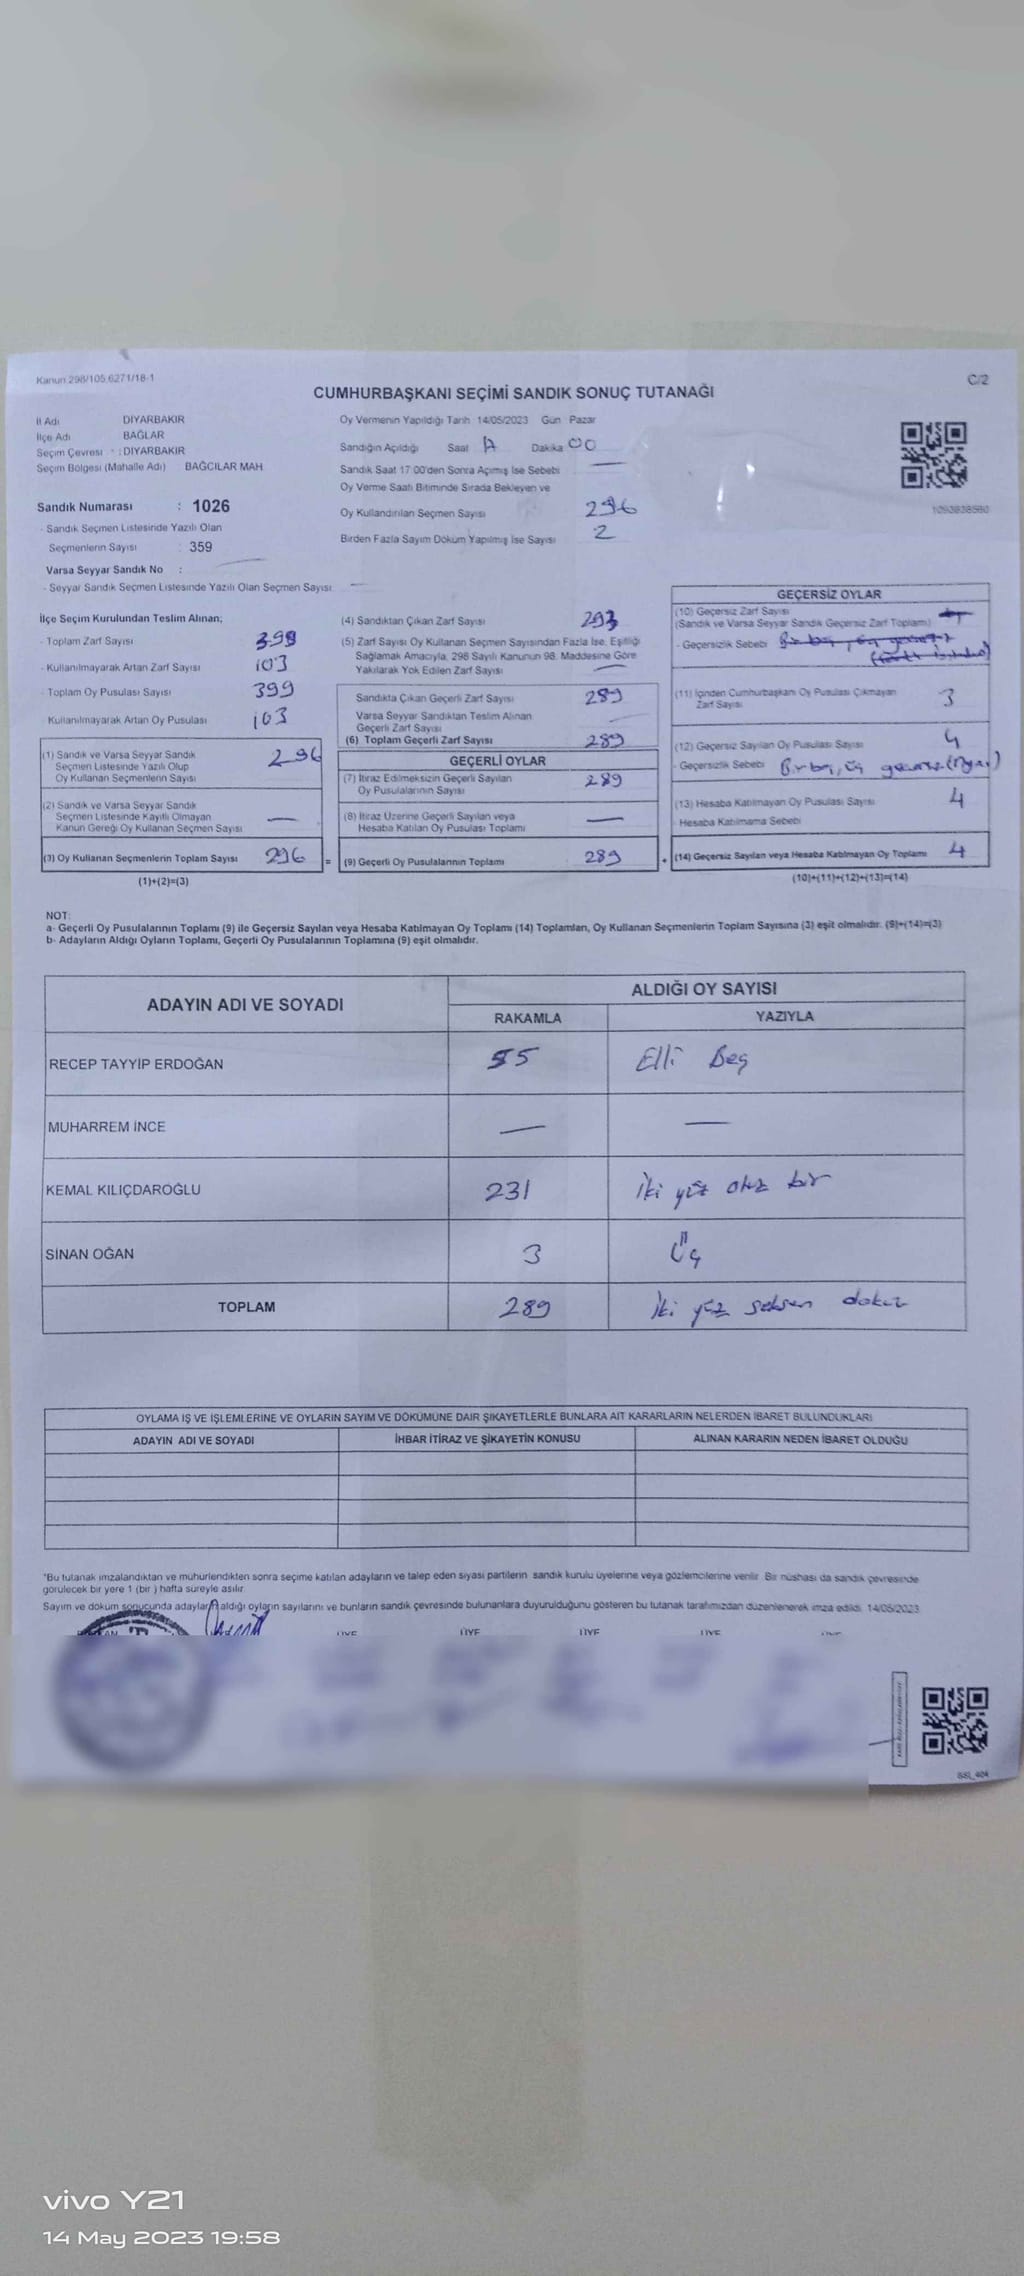 Kanun 298/105,6271/18-1
C/2
CUMHURBAŞKANI SEÇİMİ SANDIK SONUÇ TUTANAĞI
İl Adı DİYARBAKIR
İlçe Adı BAĞLAR
Seçim Çevresi : DİYARBAKIR
Seçim Bölgesi (Mahalle Adı) BAĞCILAR MAH
Sandık Numarası : 1026
- Sandık Seçmen Listesinde Yazılı Olan
Seçmenlerin Sayısı : 359
Varsa Seyyar Sandık No :
- Seyyar Sandık Seçmen Listesinde Yazılı Olan Seçmen Sayısı —
Oy Vermenin Yapıldığı Tarih 14/05/2023 Gün Pazar
Sandığın Açıldığı Saat Dakika 00
Sandık Saat 17:00'den Sonra Açımış İse Sebebi —
Oy Verme Saati Bitiminde Sırada Bekleyen ve
Oy Kullandırılan Seçmen Sayısı 296
Birden Fazla Sayım Döküm Yapılmış İse Sayısı 2
1093838580
İlçe Seçim Kurulundan Teslim Alınan;
- Toplam Zarf Sayısı 399
- Kullanılmayarak Artan Zarf Sayısı 103
- Toplam Oy Pusulası Sayısı 399
- Kullanılmayarak Artan Oy Pusulası 103
(1) Sandık ve Varsa Seyyar Sandık
Seçmen Listesinde Yazılı Olup
Oy Kullanan Seçmenlerin Sayısı 296
(2) Sandık ve Varsa Seyyar Sandık
Seçmen Listesinde Kayıtlı Olmayan
Kanun Gereği Oy Kullanan Seçmen Sayısı —
(3) Oy Kullanan Seçmenlerin Toplam Sayısı 296 =
(1)+(2)=(3)
(4) Sandıktan Çıkan Zarf Sayısı 293
(5) Zarf Sayısı Oy Kullanan Seçmen Sayısından Fazla İse, Eşitliği
Sağlamak Amacıyla, 298 Sayılı Kanunun 98. Maddesine Göre
Yakılarak Yok Edilen Zarf Sayısı —
Sandıkta Çıkan Geçerli Zarf Sayısı 289
Varsa Seyyar Sandıktan Teslim Alınan
Geçerli Zarf Sayısı —
(6) Toplam Geçerli Zarf Sayısı 289
GEÇERLİ OYLAR
(7) İtiraz Edilmeksizin Geçerli Sayılan
Oy Pusulalarının Sayısı 289
(8) İtiraz Üzerine Geçerli Sayılan veya
Hesaba Katılan Oy Pusulası Toplamı —
(9) Geçerli Oy Pusulalarının Toplamı 289 +
GEÇERSİZ OYLAR
(10) Geçersiz Zarf Sayısı
(Sandık ve Varsa Seyyar Sandık Geçersiz Zarf Toplamı)
- Geçersizlik Sebebi
(11) İçinden Cumhurbaşkanı Oy Pusulası Çıkmayan
Zarf Sayısı 3
(12) Geçersiz Sayılan Oy Pusulası Sayısı 4
- Geçersizlik Sebebi Bir boş, üç geçersiz
(13) Hesaba Katılmayan Oy Pusulası Sayısı 4
- Hesaba Katılmama Sebebi
(14) Geçersiz Sayılan veya Hesaba Katılmayan Oy Toplamı 4
(10)+(11)+(12)+(13)=(14)
NOT:
a- Geçerli Oy Pusulalarının Toplamı (9) ile Geçersiz Sayılan veya Hesaba Katılmayan Oy Toplamı (14) Toplamları, Oy Kullanan Seçmenlerin Toplam Sayısına (3) eşit olmalıdır. (9)+(14)=(3)
b- Adayların Aldığı Oyların Toplamı, Geçerli Oy Pusulalarının Toplamına (9) eşit olmalıdır.
ADAYIN ADI VE SOYADI ALDIĞI OY SAYISI
RAKAMLA YAZIYLA
RECEP TAYYİP ERDOĞAN 55 Elli Beş
MUHARREM İNCE — —
KEMAL KILIÇDAROĞLU 231 İki yüz otuz bir
SİNAN OĞAN 3 Üç
TOPLAM 289 İki yüz seksen dokuz
OYLAMA İŞ VE İŞLEMLERİNE VE OYLARIN SAYIM VE DÖKÜMÜNE DAİR ŞİKAYETLERLE BUNLARA AİT KARARLARIN NELERDEN İBARET BULUNDUKLARI
ADAYIN ADI VE SOYADI İHBAR İTİRAZ VE ŞİKAYETİN KONUSU ALINAN KARARIN NEDEN İBARET OLDUĞU
*Bu tutanak imzalandıktan ve mühürlendikten sonra seçime katılan adayların ve talep eden siyasi partilerin sandık kurulu üyelerine veya gözlemcilerine verilir. Bir nüshası da sandık çevresinde
görülecek bir yere 1 (bir) hafta süreyle asılır.
Sayım ve döküm sonucunda adayların aldığı oyların sayılarını ve bunların sandık çevresinde bulunanlara duyurulduğunu gösteren bu tutanak tarafımızdan düzenlenerek imza edildi. 14/05/2023
ÜYE ÜYE ÜYE ÜYE
vivo Y21
14 May 2023 19:58